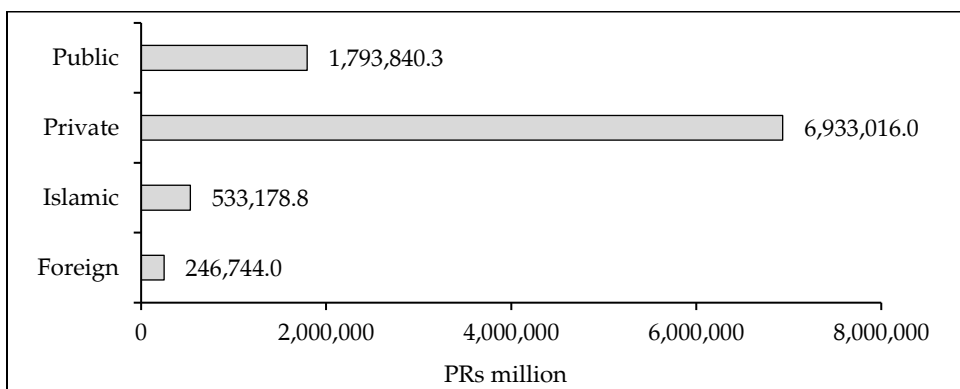 Public 1,793,840.3
Private 6,933,016.0
Islamic 533,178.8
Foreign 246,744.0
0 2,000,000 4,000,000 6,000,000 8,000,000
PRs million